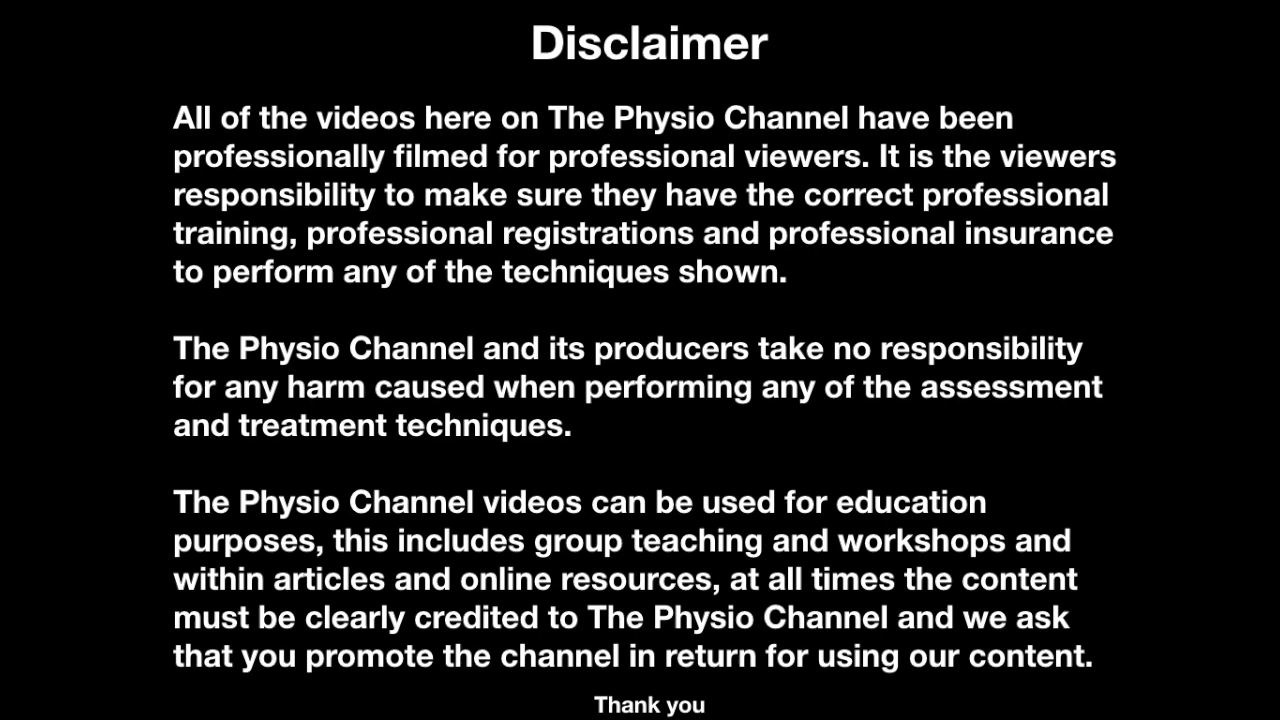 Disclaimer
All of the videos here on The Physio Channel have been
professionally filmed for professional viewers. It is the viewers
responsibility to make sure they have the correct professional
training, professional registrations and professional insurance
to perform any of the techniques shown.
The Physio Channel and its producers take no responsibility
for any harm caused when performing any of the assessment
and treatment techniques.
The Physio Channel videos can be used for education
purposes, this includes group teaching and workshops and
within articles and online resources, at all times the content
must be clearly credited to The Physio Channel and we ask
that you promote the channel in return for using our content.
Thank you